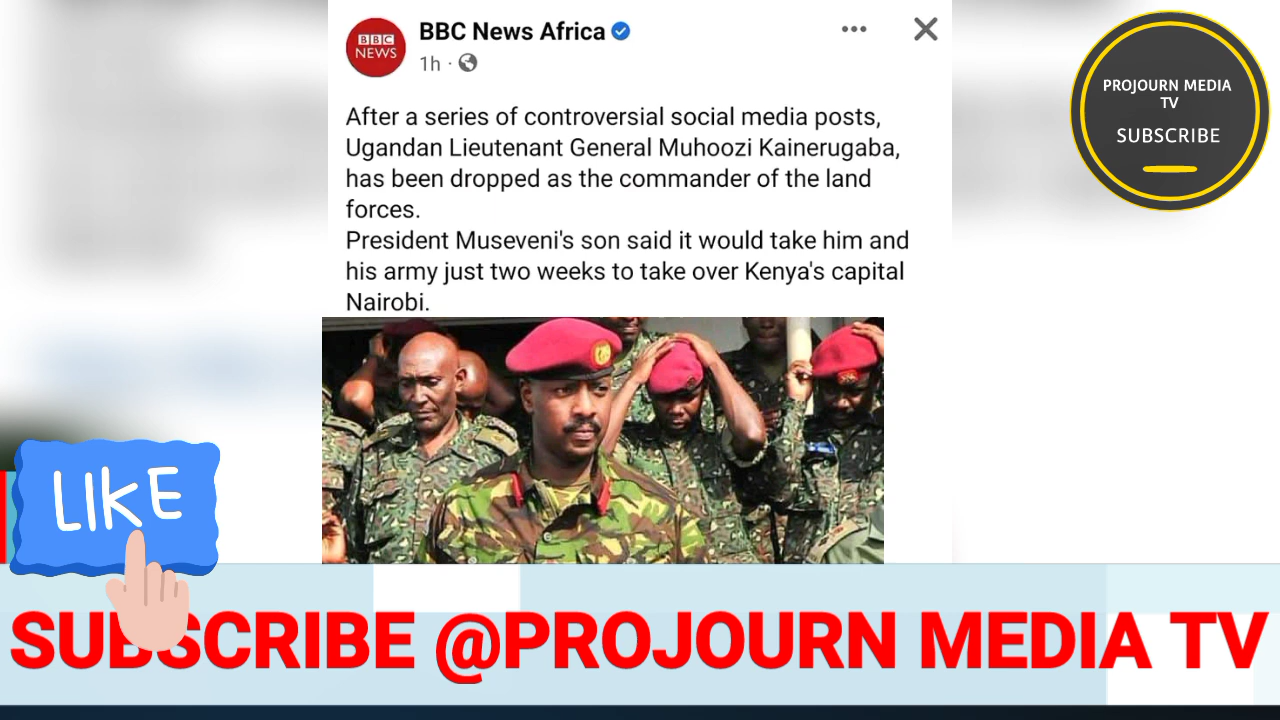 BBC
NEWS
BBC News Africa
1h ·
After a series of controversial social media posts,
Ugandan Lieutenant General Muhoozi Kainerugaba,
has been dropped as the commander of the land
forces.
President Museveni's son said it would take him and
his army just two weeks to take over Kenya's capital
Nairobi.
PROJOURN MEDIA
TV
SUBSCRIBE
LIKE
SUBSCRIBE @PROJOURN MEDIA TV